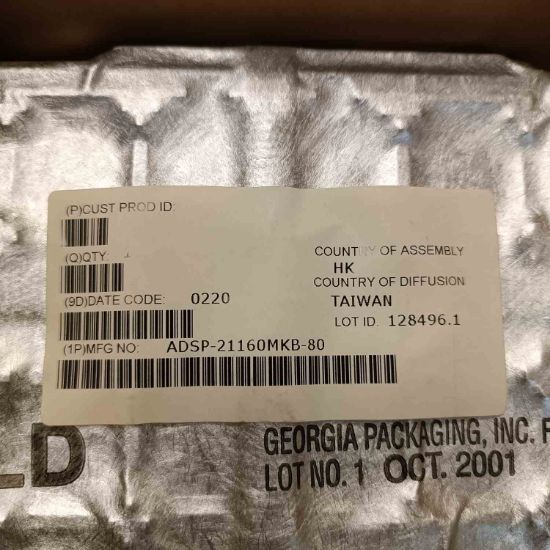 (P)CUST PROD ID:
(Q)QTY:
COUNTRY OF ASSEMBLY
HK
COUNTRY OF DIFFUSION
(9D)DATE CODE: 0220
TAIWAN
LOT ID. 128496.1
(1P)MFG NO: ADSP-21160MKB-80
LD
GEORGIA PACKAGING, INC.
LOT NO. 1 OCT. 2001